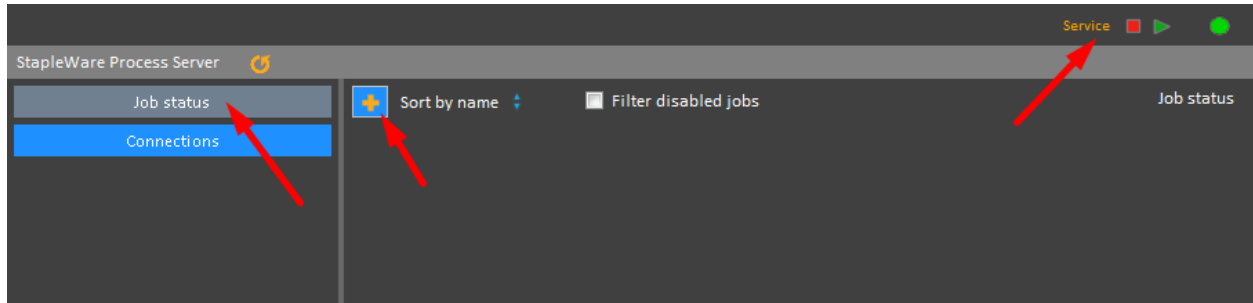 Service
StapleWare Process Server
Job status
Connections
Sort by name
Filter disabled jobs
Job status